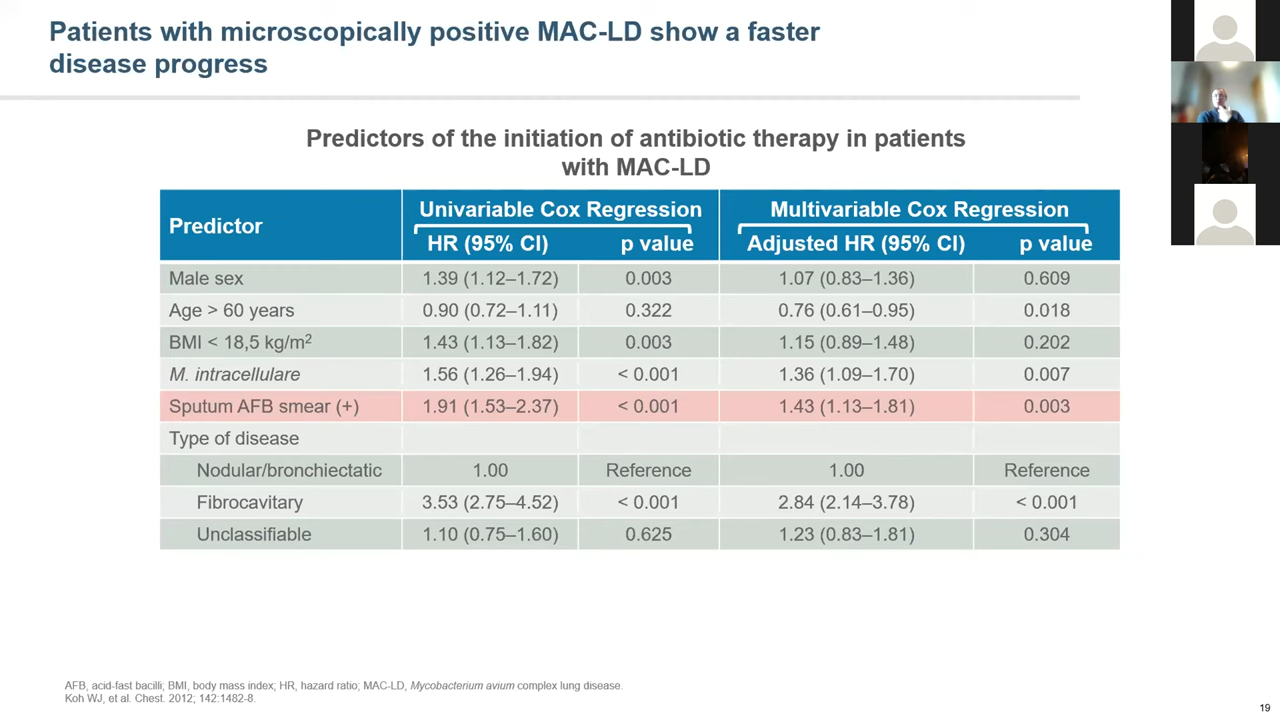 Patients with microscopically positive MAC-LD show a faster
disease progress
Predictors of the initiation of antibiotic therapy in patients
with MAC-LD
Predictor Univariable Cox Regression Multivariable Cox Regression
HR (95% CI) p value Adjusted HR (95% CI) p value
Male sex 1.39 (1.12–1.72) 0.003 1.07 (0.83–1.36) 0.609
Age > 60 years 0.90 (0.72–1.11) 0.322 0.76 (0.61–0.95) 0.018
BMI < 18,5 kg/m² 1.43 (1.13–1.82) 0.003 1.15 (0.89–1.48) 0.202
M. intracellulare 1.56 (1.26–1.94) < 0.001 1.36 (1.09–1.70) 0.007
Sputum AFB smear (+) 1.91 (1.53–2.37) < 0.001 1.43 (1.13–1.81) 0.003
Type of disease
Nodular/bronchiectatic 1.00 Reference 1.00 Reference
Fibrocavitary 3.53 (2.75–4.52) < 0.001 2.84 (2.14–3.78) < 0.001
Unclassifiable 1.10 (0.75–1.60) 0.625 1.23 (0.83–1.81) 0.304
AFB, acid-fast bacilli; BMI, body mass index; HR, hazard ratio; MAC-LD, Mycobacterium avium complex lung disease.
Koh WJ, et al. Chest. 2012; 142:1482-8.
19